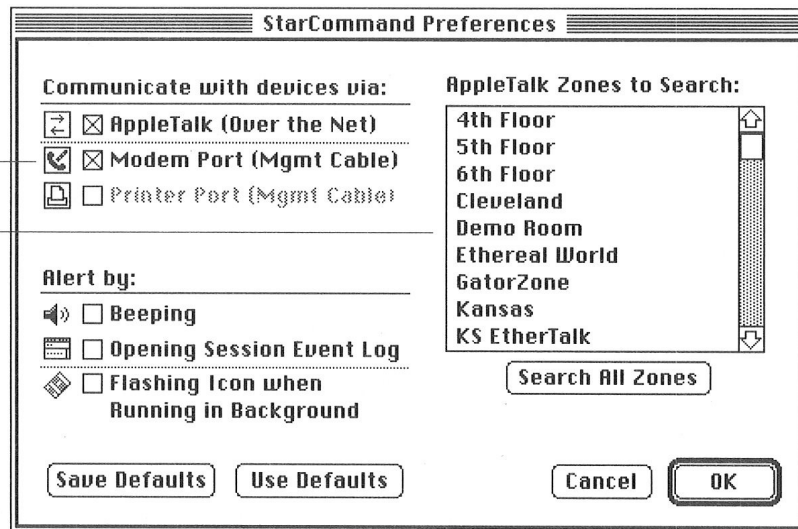 StarCommand Preferences
Communicate with devices via:
AppleTalk (Over the Net)
Modem Port (Mgmt Cable)
Printer Port (Mgmt Cable)
Alert by:
Beeping
Opening Session Event Log
Flashing Icon when
Running in Background
AppleTalk Zones to Search:
4th Floor
5th Floor
6th Floor
Cleveland
Demo Room
Ethereal World
GatorZone
Kansas
KS EtherTalk
Search All Zones
Save Defaults
Use Defaults
Cancel
OK